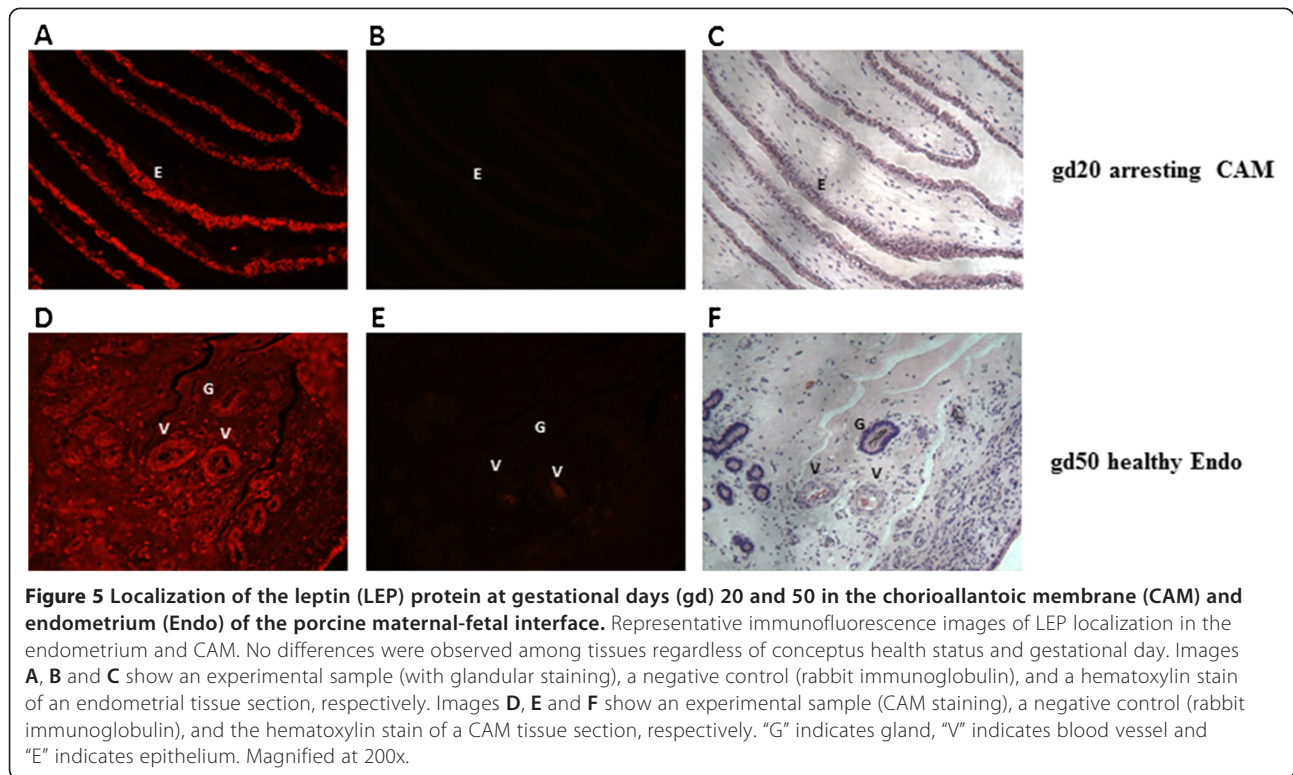 A
B
C
E
E
E
gd20 arresting CAM
D
E
F
G
V
V
G
V
V
G
V
V
gd50 healthy Endo
Figure 5 Localization of the leptin (LEP) protein at gestational days (gd) 20 and 50 in the chorioallantoic membrane (CAM) and
endometrium (Endo) of the porcine maternal-fetal interface. Representative immunofluorescence images of LEP localization in the
endometrium and CAM. No differences were observed among tissues regardless of conceptus health status and gestational day. Images
A, B and C show an experimental sample (with glandular staining), a negative control (rabbit immunoglobulin), and a hematoxylin stain
of an endometrial tissue section, respectively. Images D, E and F show an experimental sample (CAM staining), a negative control (rabbit
immunoglobulin), and the hematoxylin stain of a CAM tissue section, respectively. “G” indicates gland, “V” indicates blood vessel and
“E” indicates epithelium. Magnified at 200x.